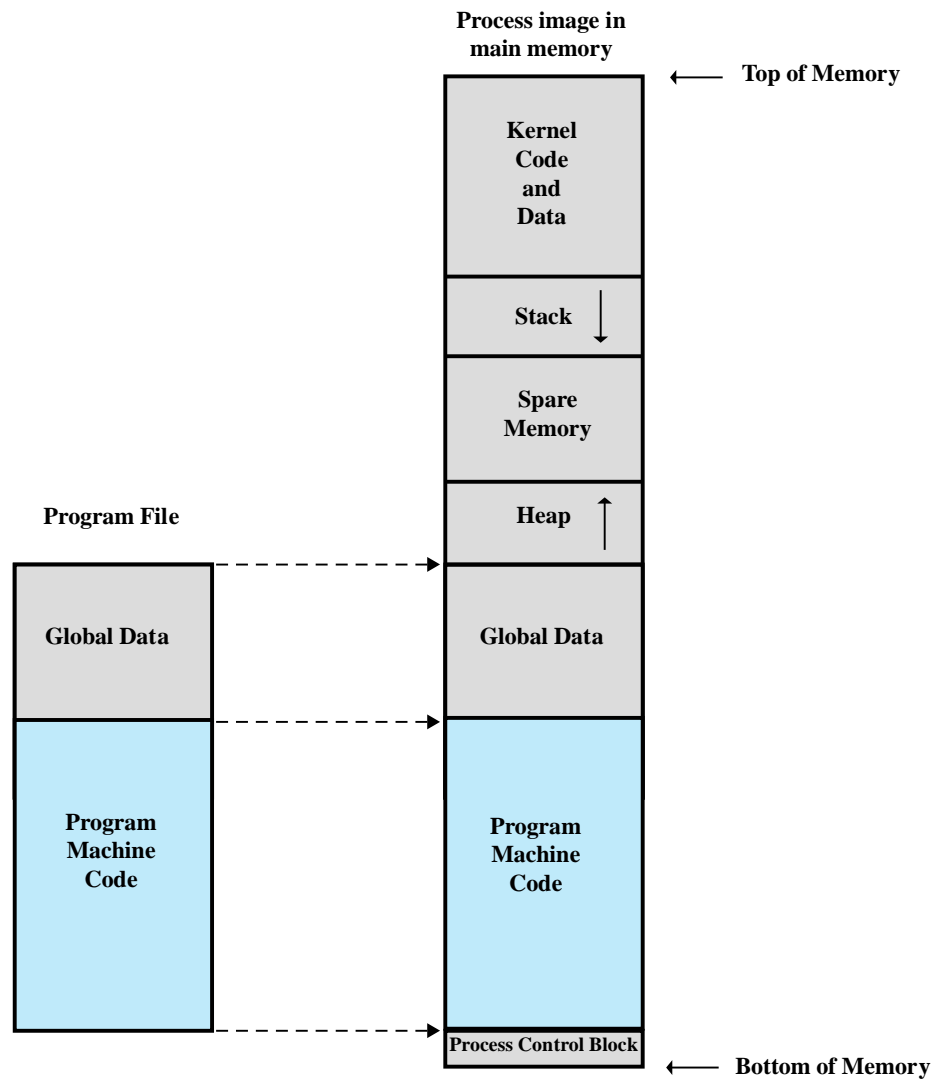 Process image in
main memory
Top of Memory
Kernel
Code
and
Data
Stack
Spare
Memory
Heap
Program File
Global Data
Global Data
Program
Machine
Code
Program
Machine
Code
Process Control Block
Bottom of Memory